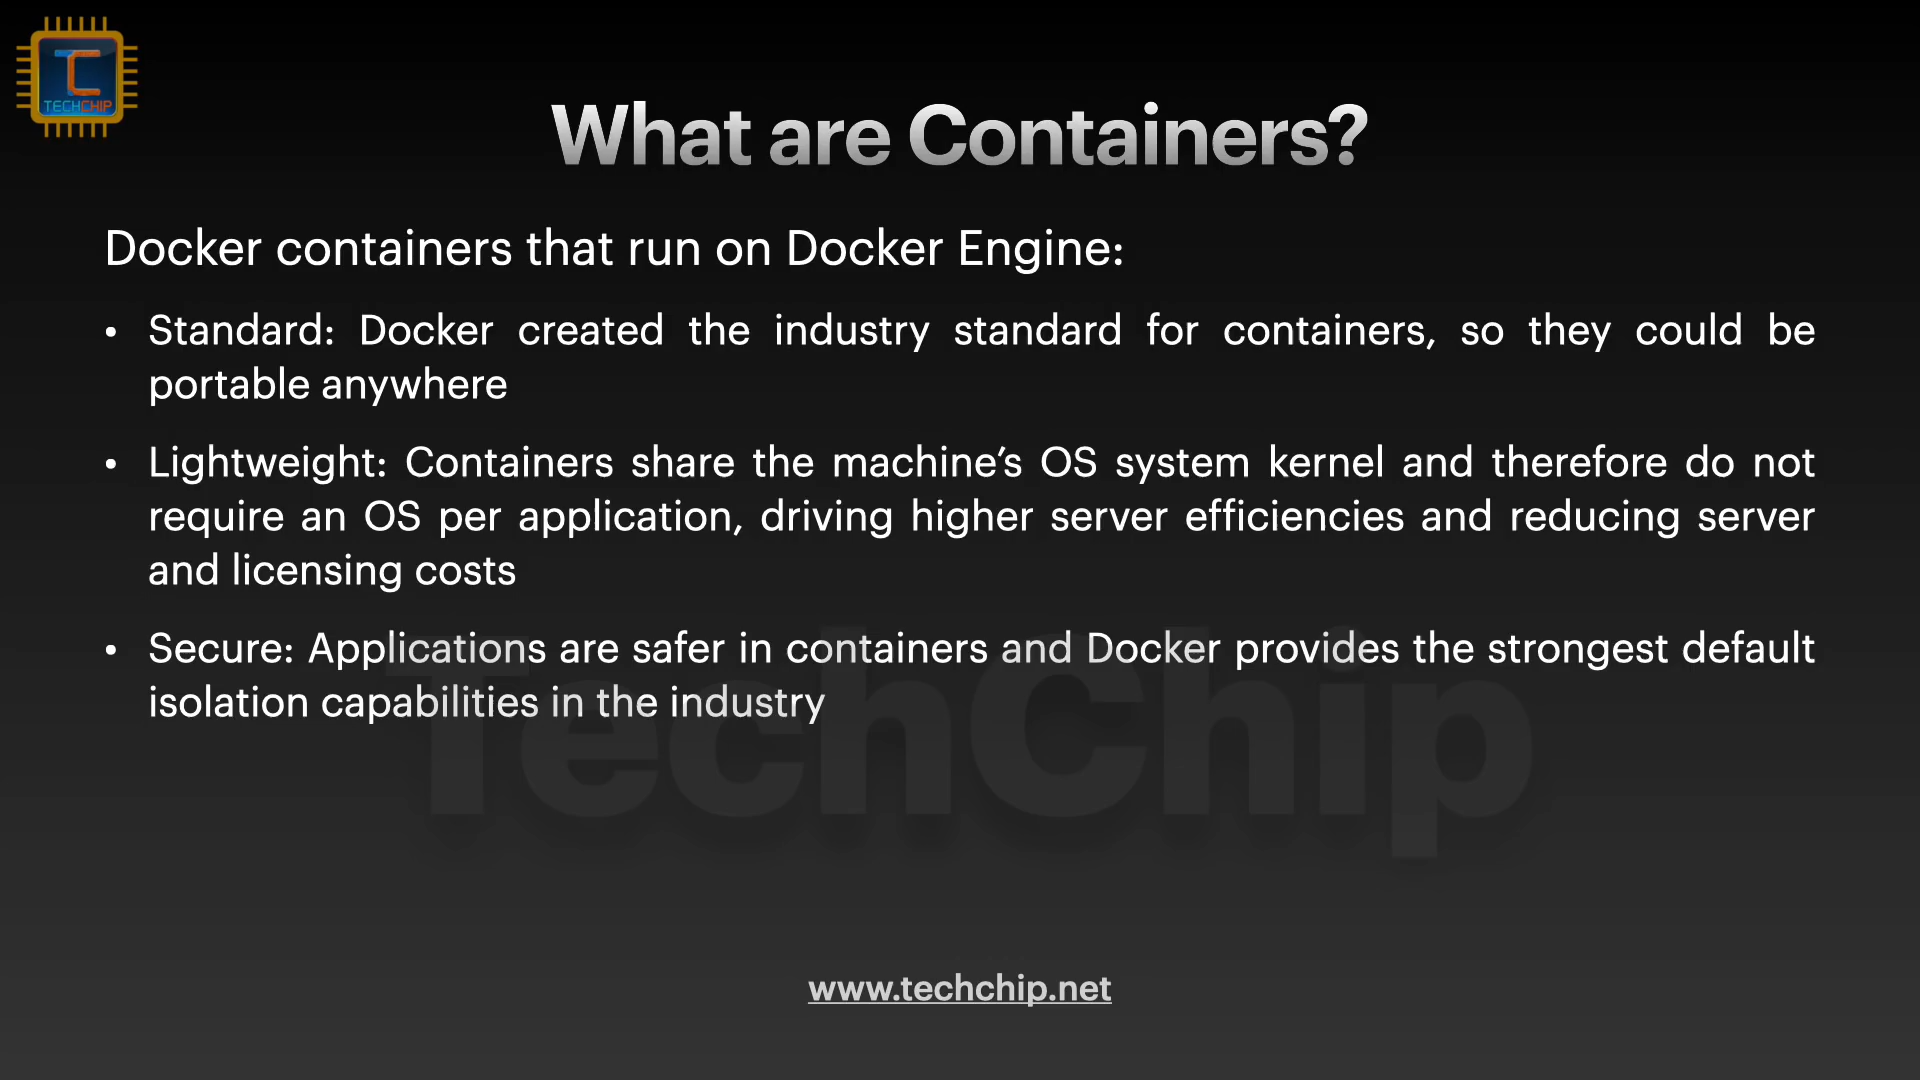 TC
TECHCHIP
What are Containers?
Docker containers that run on Docker Engine:
• Standard: Docker created the industry standard for containers, so they could be
portable anywhere
• Lightweight: Containers share the machine’s OS system kernel and therefore do not
require an OS per application, driving higher server efficiencies and reducing server
and licensing costs
• Secure: Applications are safer in containers and Docker provides the strongest default
isolation capabilities in the industry
TechChip
www.techchip.net